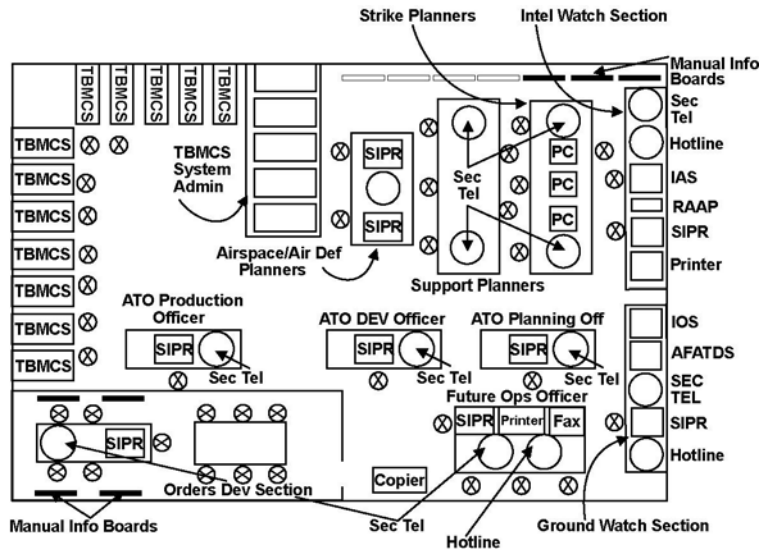 Strike Planners
Intel Watch Section
Manual Info
Boards
TBMCS
TBMCS
TBMCS
TBMCS
TBMCS
Sec
Tel
TBMCS
Hotline
TBMCS
System
Admin
SIPR
Sec
Tel
PC
PC
PC
TBMCS
IAS
TBMCS
RAAP
SIPR
SIPR
TBMCS
Airspace/Air Def
Planners
Printer
TBMCS
Support Planners
ATO Production
Officer
ATO DEV Officer
ATO Planning Off
IOS
TBMCS
SIPR
SIPR
SIPR
AFATDS
TBMCS
Sec Tel
Sec Tel
Sec Tel
SEC
TEL
Future Ops Officer
SIPR
Printer
Fax
SIPR
SIPR
Hotline
Copier
Orders Dev Section
Manual Info Boards
Sec Tel
Hotline
Ground Watch Section